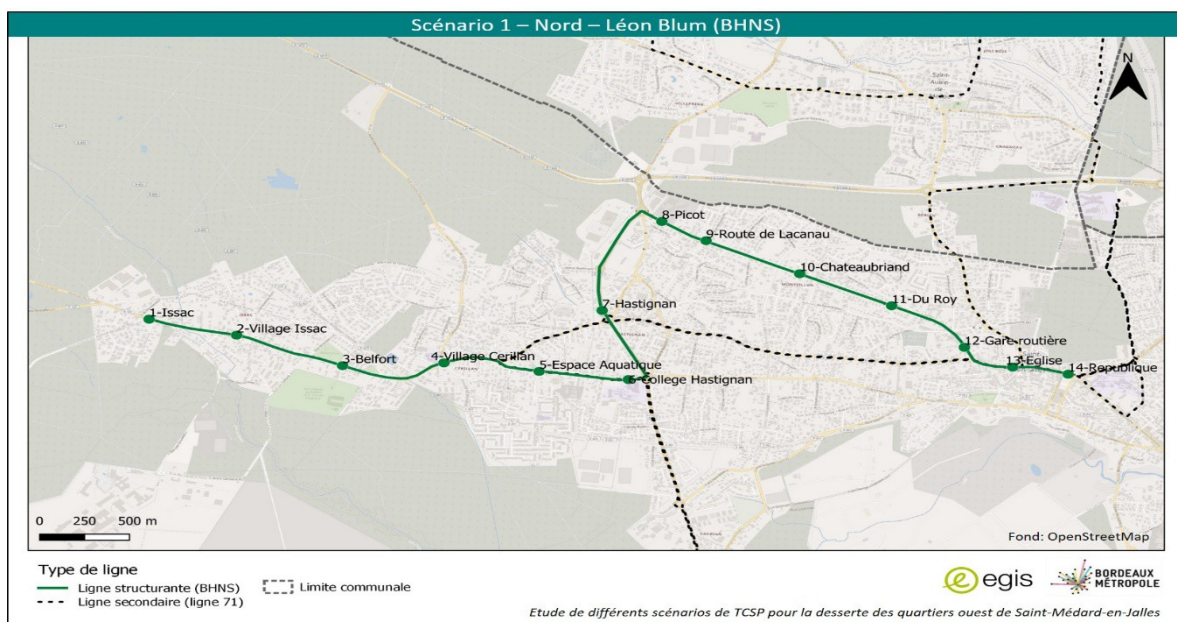 Scénario 1 – Nord – Léon Blum (BHNS)
N
8-Picot
9-Route de Lacanau
10-Chateaubriand
7-Hastignan
11-Du Roy
1-Issac
2-Village Issac
12-Gare routière
3-Belfort
4-Village Cerillan
5-Espace Aquatique
13-Eglise
14-Republique
6-College Hastignan
0 250 500 m
Fond: OpenStreetMap
Type de ligne
Ligne structurante (BHNS)
Limite communale
Ligne secondaire (ligne 71)
egis
BORDEAUX
MÉTROPOLE
Etude de différents scénarios de TCSP pour la desserte des quartiers ouest de Saint-Médard-en-Jalles